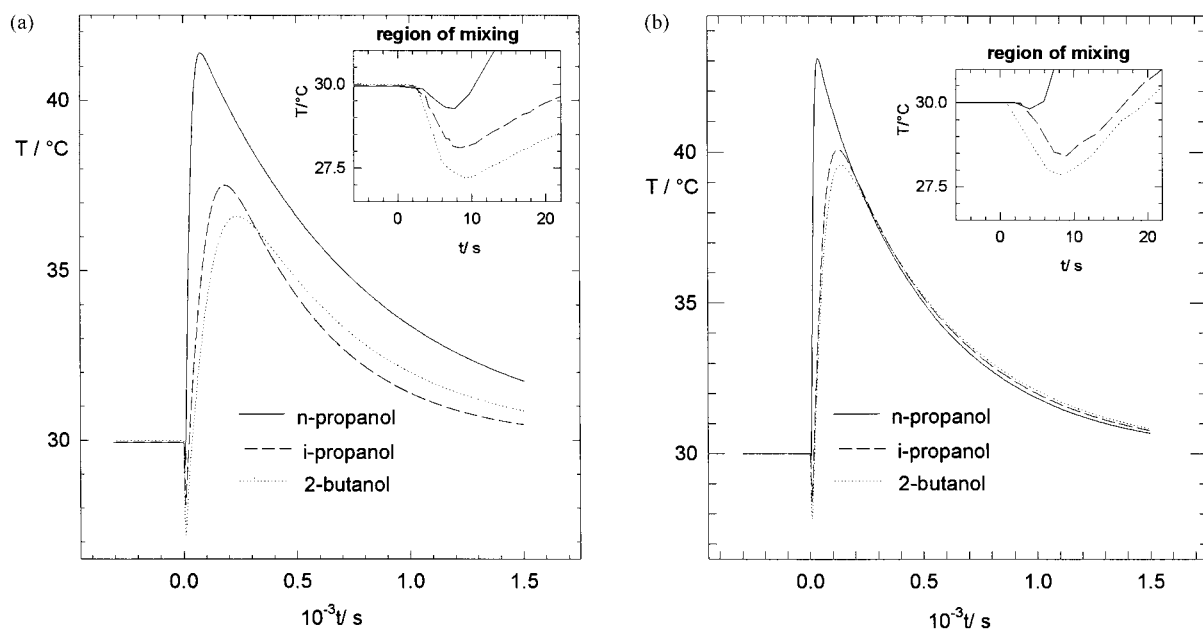 (a)
region of mixing
30.0
27.5
T/°C
0
10
20
t/ s
40
35
30
T / °C
n-propanol
i-propanol
2-butanol
0.0
0.5
1.0
1.5
10⁻³t/ s
(b)
region of mixing
30.0
27.5
T/°C
0
10
20
t/ s
40
35
30
T / °C
n-propanol
i-propanol
2-butanol
0.0
0.5
1.0
1.5
10⁻³t/ s